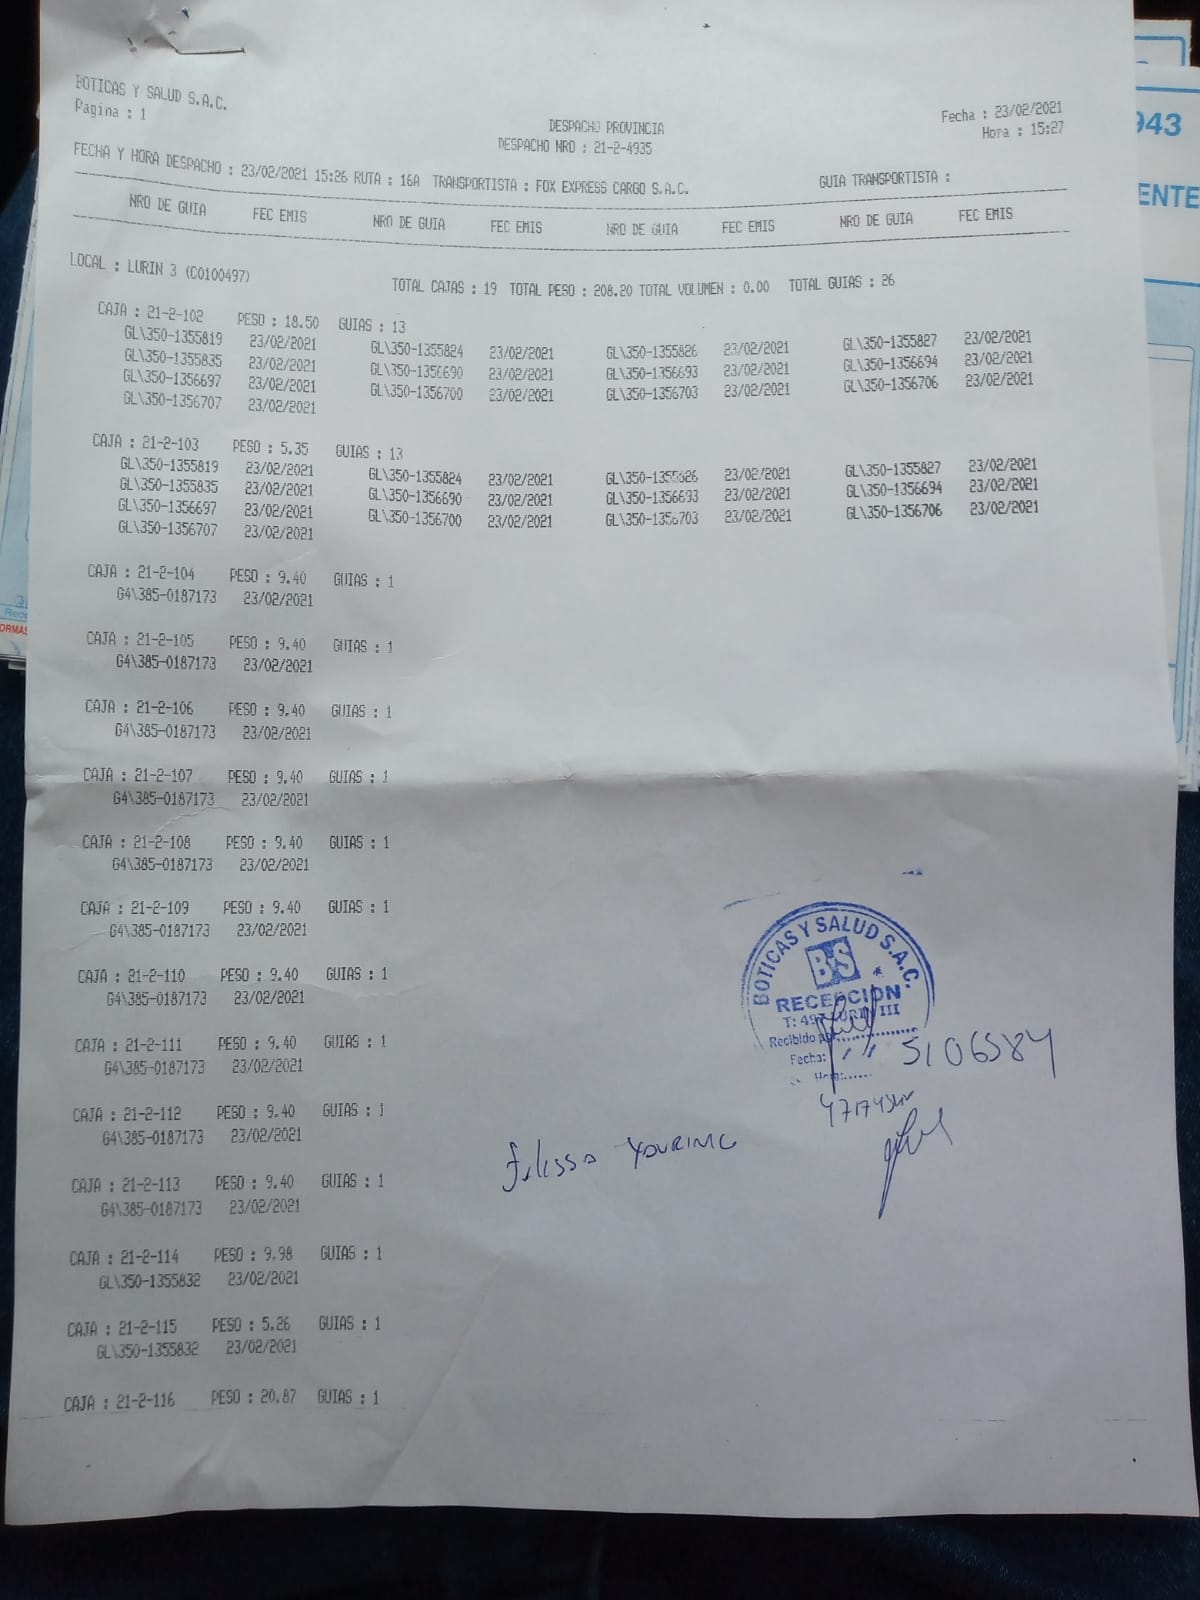 BOTICAS Y SALUD S.A.C.
Pagina : 1
Fecha : 23/02/2021
Hora : 15:27
DESPACHO PROVINCIA
DESPACHO NRO : 21-2-4935
FECHA Y HORA DESPACHO : 23/02/2021 15:26 RUTA : 16A TRANSPORTISTA : FOX EXPRESS CARGO S.A.C. GUIA TRANSPORTISTA :
NRO DE GUIA FEC EMIS NRO DE GUIA FEC EMIS NRO DE GUIA FEC EMIS NRO DE GUIA FEC EMIS
LOCAL : LURIN 3 (C0100497) TOTAL CAJAS : 19 TOTAL PESO : 208.20 TOTAL VOLUMEN : 0.00 TOTAL GUIAS : 26
CAJA : 21-2-102 PESO : 18.50 GUIAS : 13
GL\350-1355819 23/02/2021 GL\350-1355824 23/02/2021 GL\350-1355826 23/02/2021 GL\350-1355827 23/02/2021
GL\350-1355835 23/02/2021 GL\350-1356690 23/02/2021 GL\350-1356693 23/02/2021 GL\350-1356694 23/02/2021
GL\350-1356697 23/02/2021 GL\350-1356700 23/02/2021 GL\350-1356703 23/02/2021 GL\350-1356706 23/02/2021
GL\350-1356707 23/02/2021
CAJA : 21-2-103 PESO : 5.35 GUIAS : 13
GL\350-1355819 23/02/2021 GL\350-1355824 23/02/2021 GL\350-1355826 23/02/2021 GL\350-1355827 23/02/2021
GL\350-1355835 23/02/2021 GL\350-1356690 23/02/2021 GL\350-1356693 23/02/2021 GL\350-1356694 23/02/2021
GL\350-1356697 23/02/2021 GL\350-1356700 23/02/2021 GL\350-1356703 23/02/2021 GL\350-1356706 23/02/2021
GL\350-1356707 23/02/2021
CAJA : 21-2-104 PESO : 9.40 GUIAS : 1
G4\385-0187173 23/02/2021
CAJA : 21-2-105 PESO : 9.40 GUIAS : 1
G4\385-0187173 23/02/2021
CAJA : 21-2-106 PESO : 9.40 GUIAS : 1
G4\385-0187173 23/02/2021
CAJA : 21-2-107 PESO : 9.40 GUIAS : 1
G4\385-0187173 23/02/2021
CAJA : 21-2-108 PESO : 9.40 GUIAS : 1
G4\385-0187173 23/02/2021
CAJA : 21-2-109 PESO : 9.40 GUIAS : 1
G4\385-0187173 23/02/2021
CAJA : 21-2-110 PESO : 9.40 GUIAS : 1
G4\385-0187173 23/02/2021
CAJA : 21-2-111 PESO : 9.40 GUIAS : 1
G4\385-0187173 23/02/2021
CAJA : 21-2-112 PESO : 9.40 GUIAS : 1
G4\385-0187173 23/02/2021
CAJA : 21-2-113 PESO : 9.40 GUIAS : 1
G4\385-0187173 23/02/2021
CAJA : 21-2-114 PESO : 9.98 GUIAS : 1
GL\350-1355832 23/02/2021
CAJA : 21-2-115 PESO : 5.26 GUIAS : 1
GL\350-1355832 23/02/2021
CAJA : 21-2-116 PESO : 20.87 GUIAS : 1
BOTICAS Y SALUD S.A.C.
B+S
RECEPCION
T: 497 LURIN III
Recibido por
Fecha:
Hora:
5106584
943
ENTE